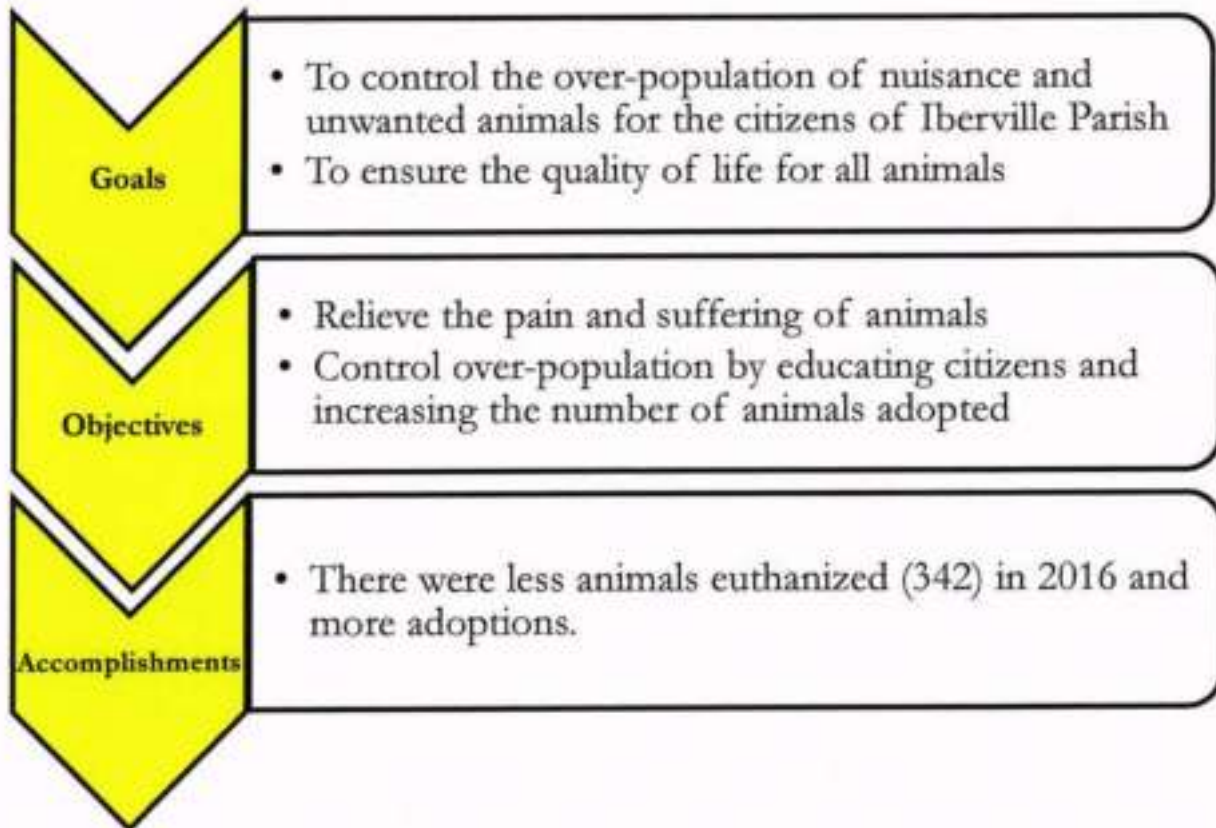 Goals
• To control the over-population of nuisance and
unwanted animals for the citizens of Iberville Parish
• To ensure the quality of life for all animals
Objectives
• Relieve the pain and suffering of animals
• Control over-population by educating citizens and
increasing the number of animals adopted
Accomplishments
• There were less animals euthanized (342) in 2016 and
more adoptions.